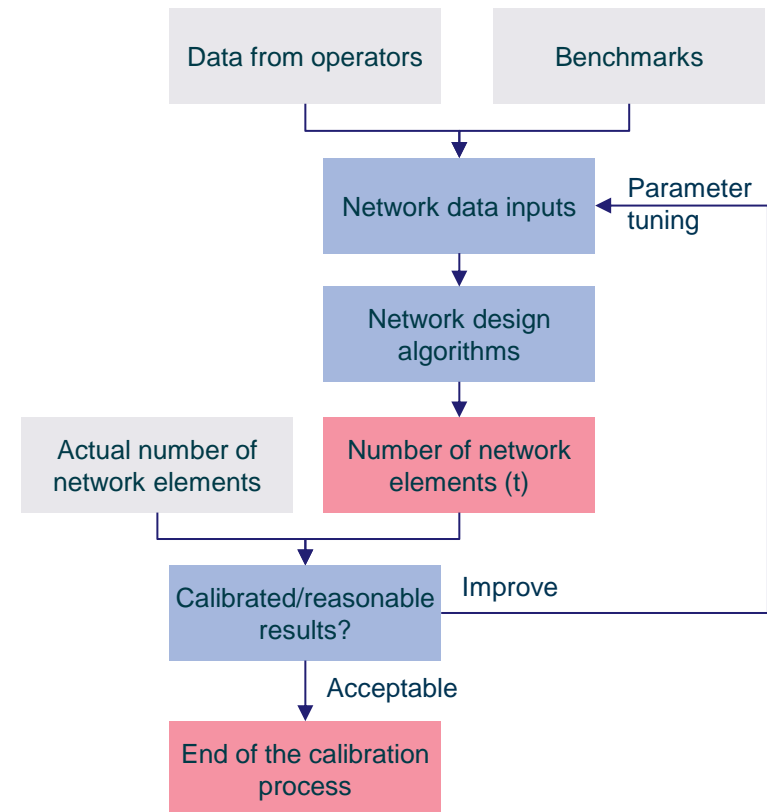 Data from operators
Benchmarks
Network data inputs
Parameter
tuning
Network design
algorithms
Actual number of
network elements
Number of network
elements (t)
Calibrated/reasonable
results?
Improve
Acceptable
End of the calibration
process